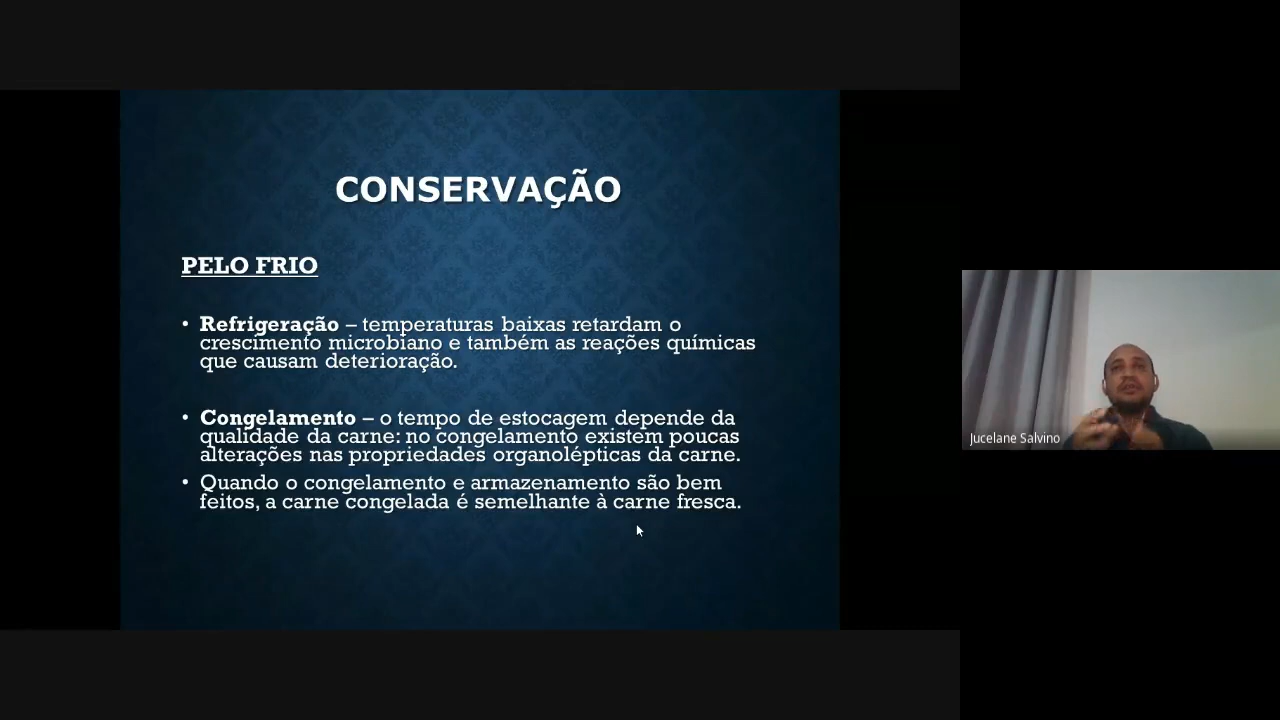 CONSERVAÇÃO
PELO FRIO
• Refrigeração – temperaturas baixas retardam o
crescimento microbiano e também as reações químicas
que causam deterioração.
• Congelamento – o tempo de estocagem depende da
qualidade da carne: no congelamento existem poucas
alterações nas propriedades organolépticas da carne.
• Quando o congelamento e armazenamento são bem
feitos, a carne congelada é semelhante à carne fresca.
Jucelane Salvino